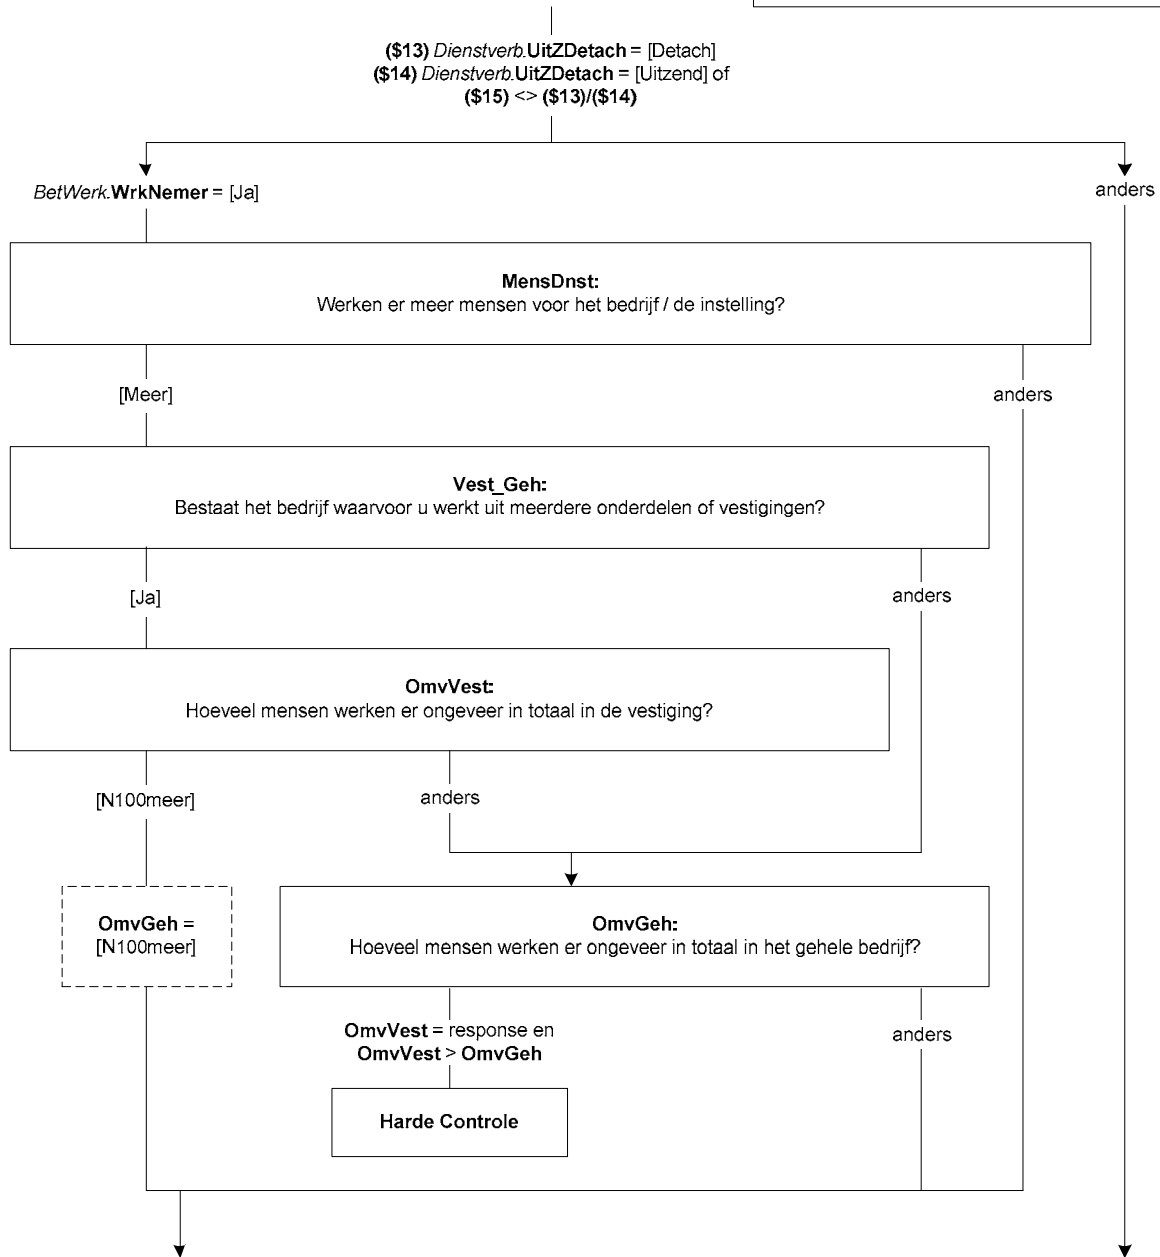 ($13) Dienstverb.UitZDetach = [Detach]
($14) Dienstverb.UitZDetach = [Uitzend] of
($15) <> ($13)/($14)
BetWerk.WrkNemer = [Ja]
anders
MensDnst:
Werken er meer mensen voor het bedrijf / de instelling?
[Meer]
anders
Vest_Geh:
Bestaat het bedrijf waarvoor u werkt uit meerdere onderdelen of vestigingen?
[Ja]
anders
OmvVest:
Hoeveel mensen werken er ongeveer in totaal in de vestiging?
[N100meer]
anders
OmvGeh =
[N100meer]
OmvGeh:
Hoeveel mensen werken er ongeveer in totaal in het gehele bedrijf?
OmvVest = response en
OmvVest > OmvGeh
anders
Harde Controle